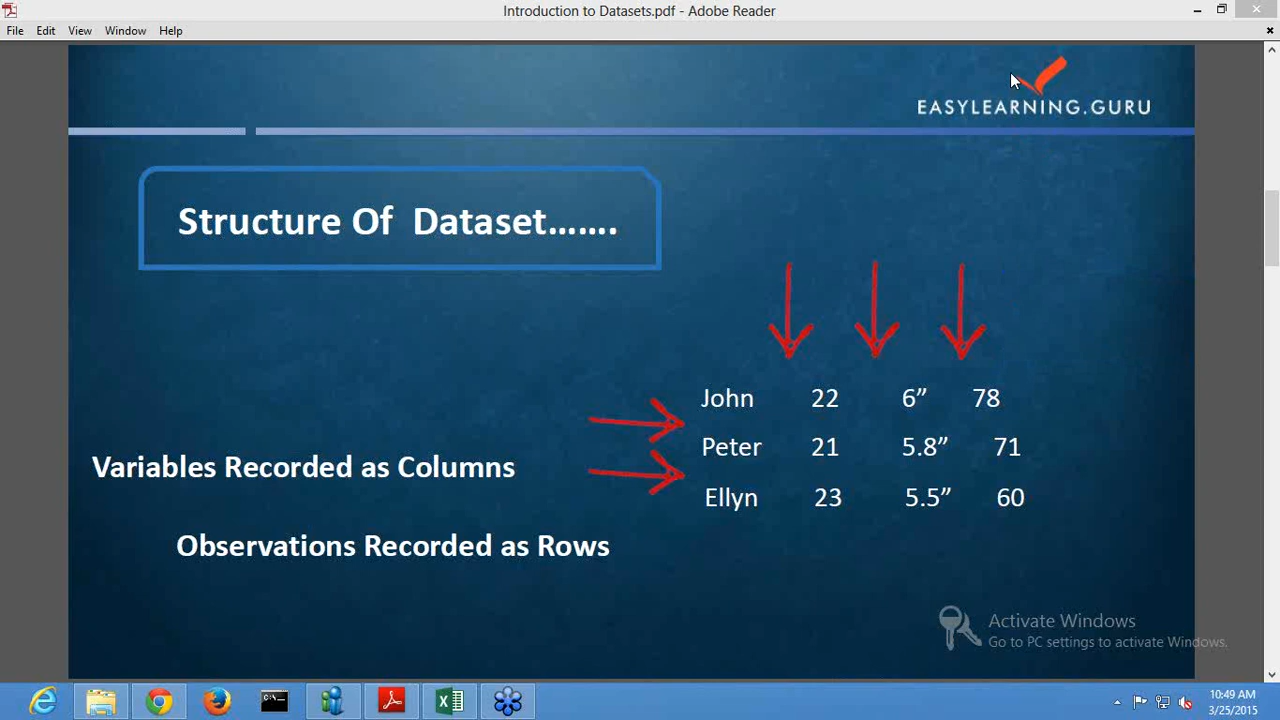 Introduction to Datasets.pdf - Adobe Reader
File Edit View Window Help
EASYLEARNING.GURU
Structure Of Dataset.......
John 22 6” 78
Peter 21 5.8” 71
Variables Recorded as Columns
Ellyn 23 5.5” 60
Observations Recorded as Rows
Activate Windows
Go to PC settings to activate Windows.
10:49 AM
3/25/2015